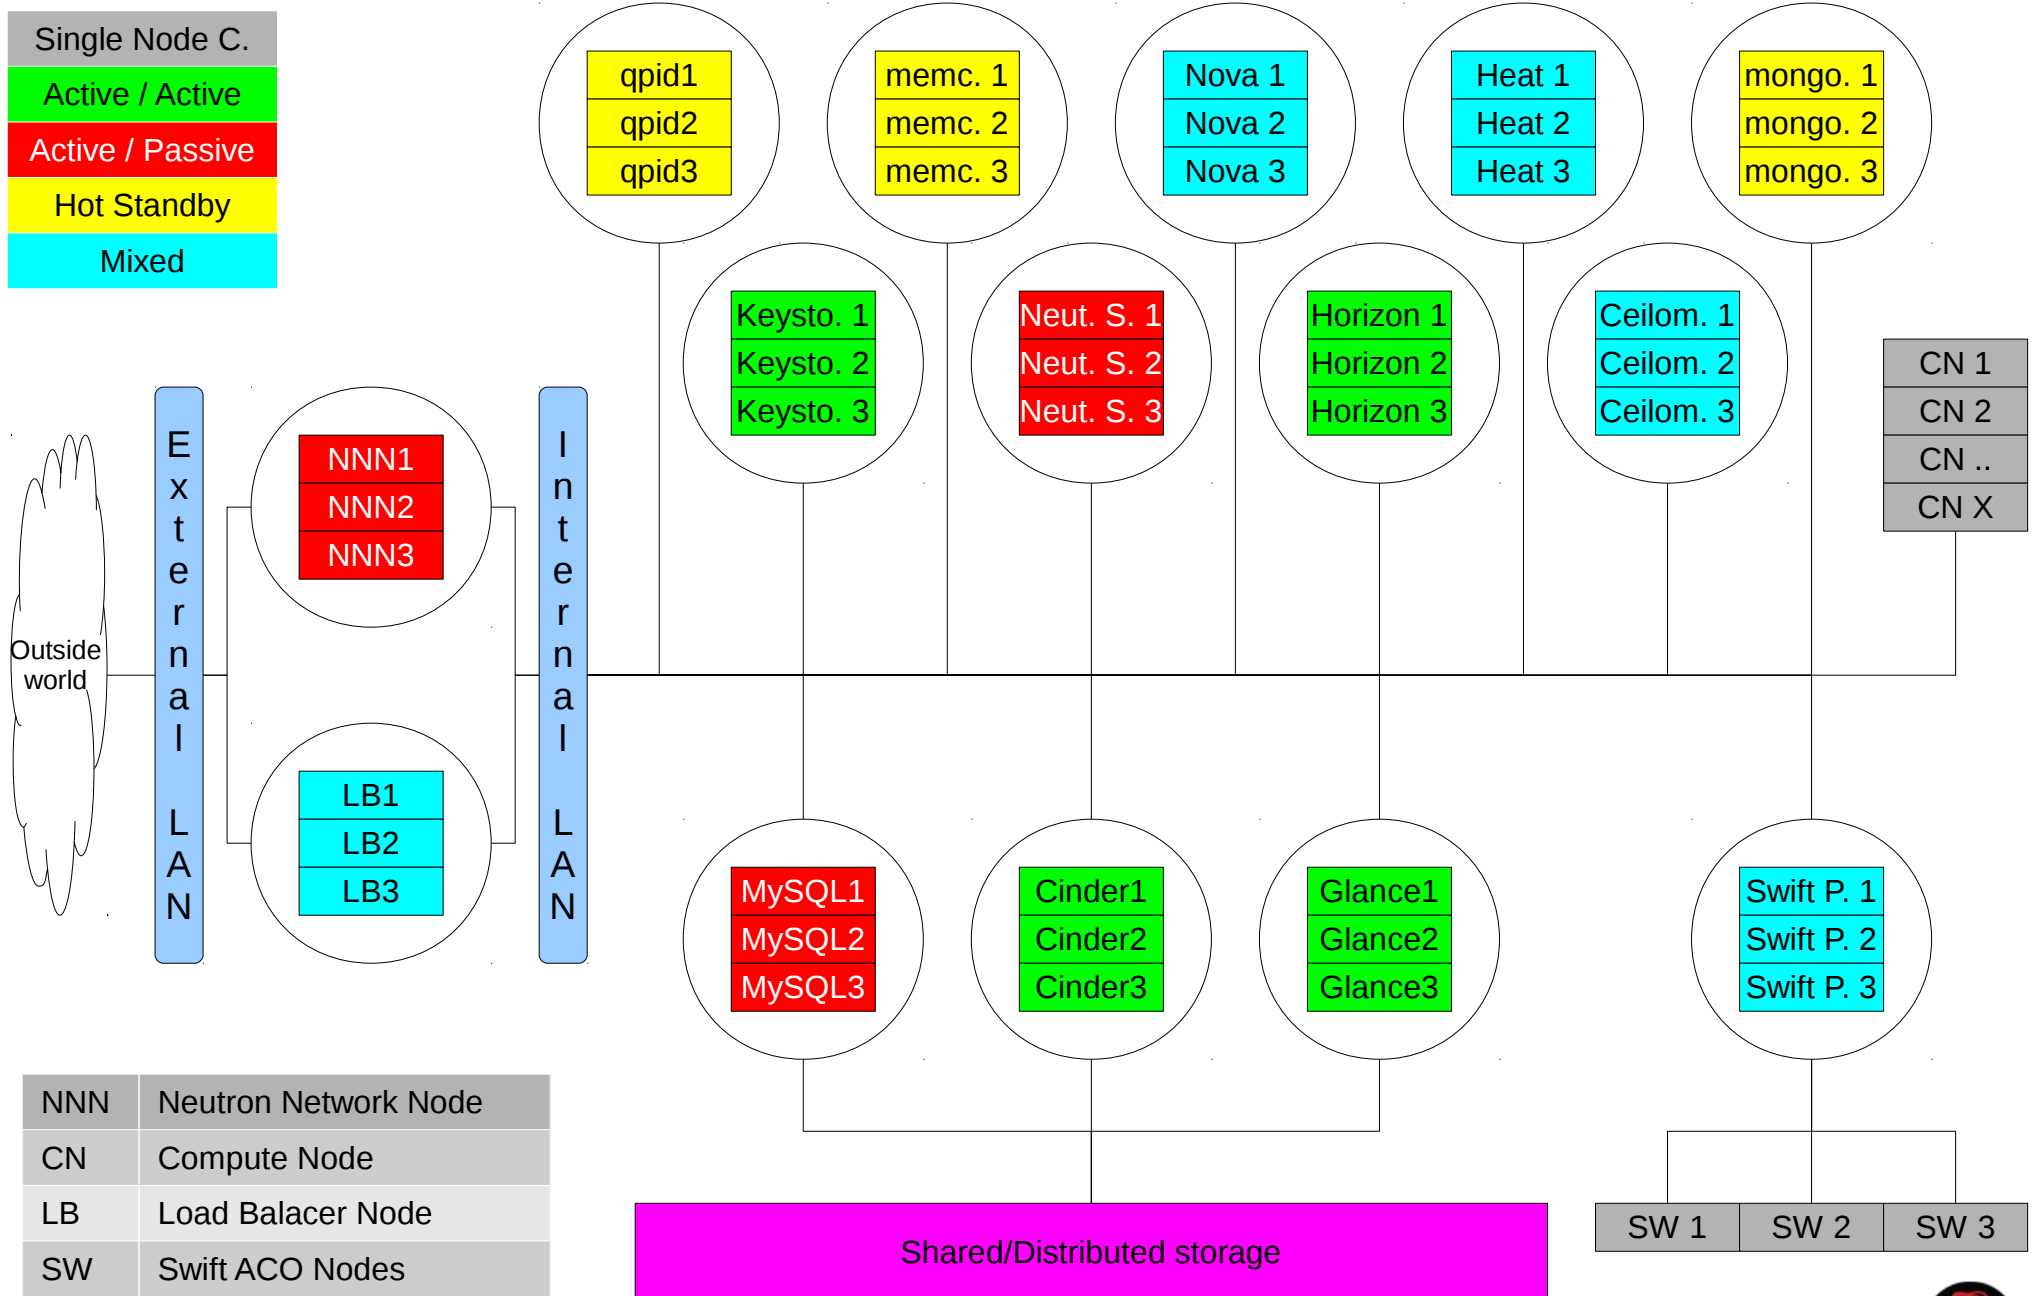 Single Node C.
Active / Active
Active / Passive
Hot Standby
Mixed
qpid1
qpid2
qpid3
memc. 1
memc. 2
memc. 3
Nova 1
Nova 2
Nova 3
Heat 1
Heat 2
Heat 3
mongo. 1
mongo. 2
mongo. 3
Keysto. 1
Keysto. 2
Keysto. 3
Neut. S. 1
Neut. S. 2
Neut. S. 3
Horizon 1
Horizon 2
Horizon 3
Ceilom. 1
Ceilom. 2
Ceilom. 3
CN 1
CN 2
CN ..
CN X
Outside
world
External LAN
NNN1
NNN2
NNN3
LB1
LB2
LB3
Internal LAN
MySQL1
MySQL2
MySQL3
Cinder1
Cinder2
Cinder3
Glance1
Glance2
Glance3
Swift P. 1
Swift P. 2
Swift P. 3
NNN Neutron Network Node
CN Compute Node
LB Load Balacer Node
SW Swift ACO Nodes
Shared/Distributed storage
SW 1
SW 2
SW 3